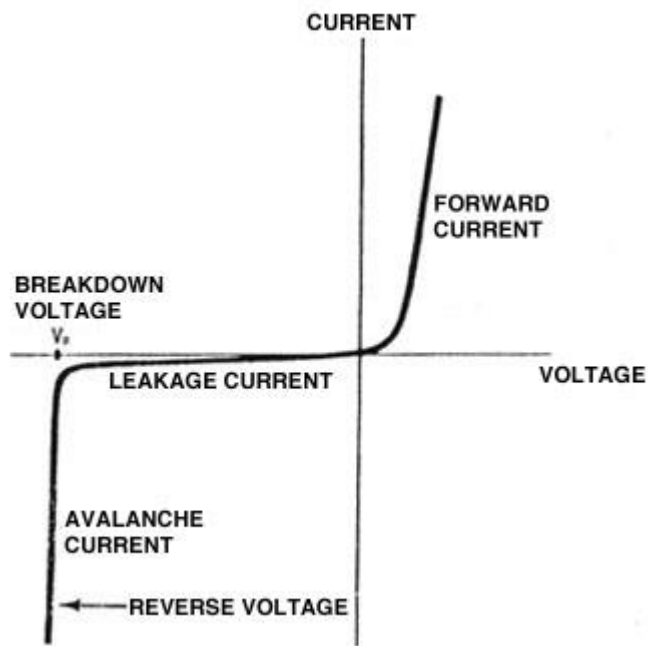 CURRENT
FORWARD
CURRENT
BREAKDOWN
VOLTAGE
LEAKAGE CURRENT
VOLTAGE
AVALANCHE
CURRENT
REVERSE VOLTAGE